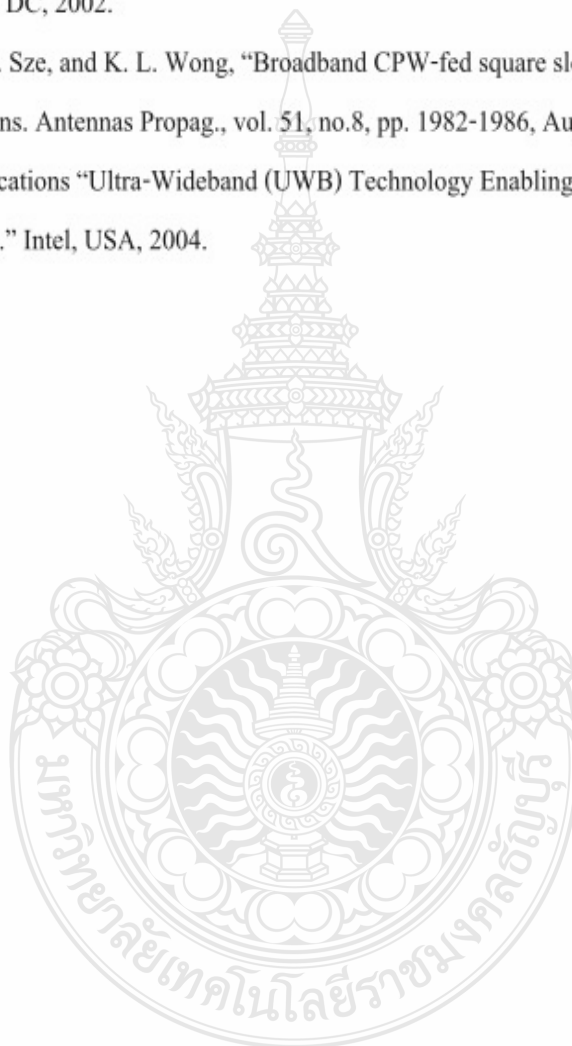 DC, 2002.
. Sze, and K. L. Wong, “Broadband CPW-fed square sl
ns. Antennas Propag., vol. 51, no.8, pp. 1982-1986, Au
cations “Ultra-Wideband (UWB) Technology Enabling
.” Intel, USA, 2004.
มหาวิทยาลัยเทคโนโลยีราชมงคลธัญบุรี